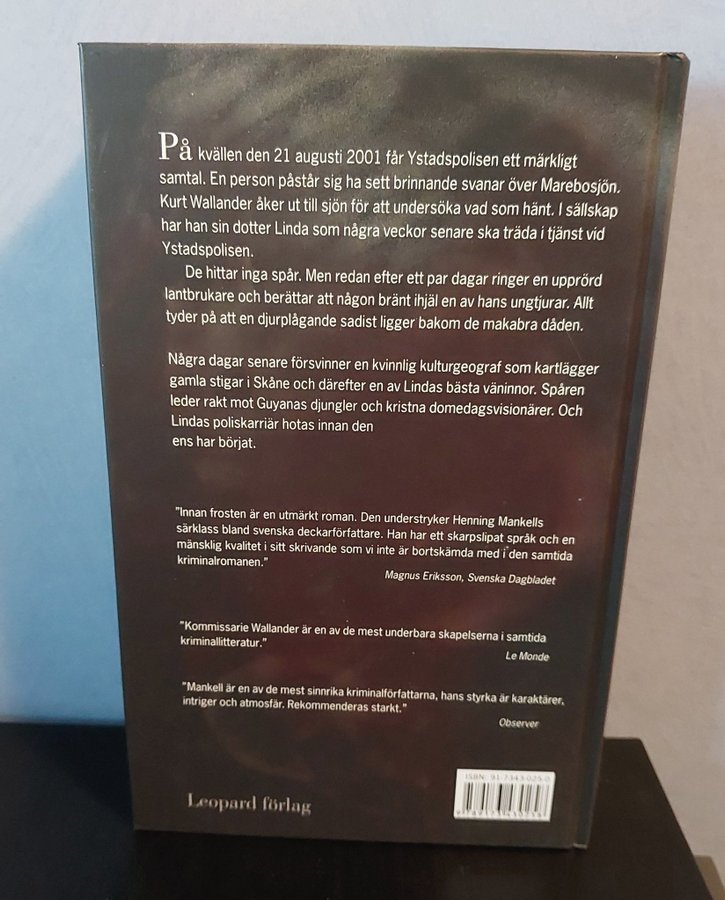 På kvällen den 21 augusti 2001 får Ystadspolisen ett märkligt
samtal. En person påstår sig ha sett brinnande svanar över Marebosjön.
Kurt Wallander åker ut till sjön för att undersöka vad som hänt. I sällskap
har han sin dotter Linda som några veckor senare ska träda i tjänst vid
Ystadspolisen.
De hittar inga spår. Men redan efter ett par dagar ringer en upprörd
lantbrukare och berättar att någon bränt ihjäl en av hans ungtjurar. Allt
tyder på att en djurplågande sadist ligger bakom de makabra dåden.
Några dagar senare försvinner en kvinnlig kulturgeograf som kartlägger
gamla stigar i Skåne och därefter en av Lindas bästa väninnor. Spåren
leder rakt mot Guyanas djungler och kristna domedagsvisionärer. Och
Lindas poliskarriär hotas innan den
ens har börjat.
"Innan frosten är en utmärkt roman. Den understryker Henning Mankells
särklass bland svenska deckarförfattare. Han har ett skarpslipat språk och en
mänsklig kvalitet i sitt skrivande som vi inte är bortskämda med i den samtida
kriminalromanen."
Magnus Eriksson, Svenska Dagbladet
"Kommissarie Wallander är en av de mest underbara skapelserna i samtida
kriminallitteratur."
Le Monde
"Mankell är en av de mest sinnrika kriminalförfattarna, hans styrka är karaktärer,
intriger och atmosfär. Rekommenderas starkt."
Observer
ISBN: 91-7343-025-0
Leopard förlag